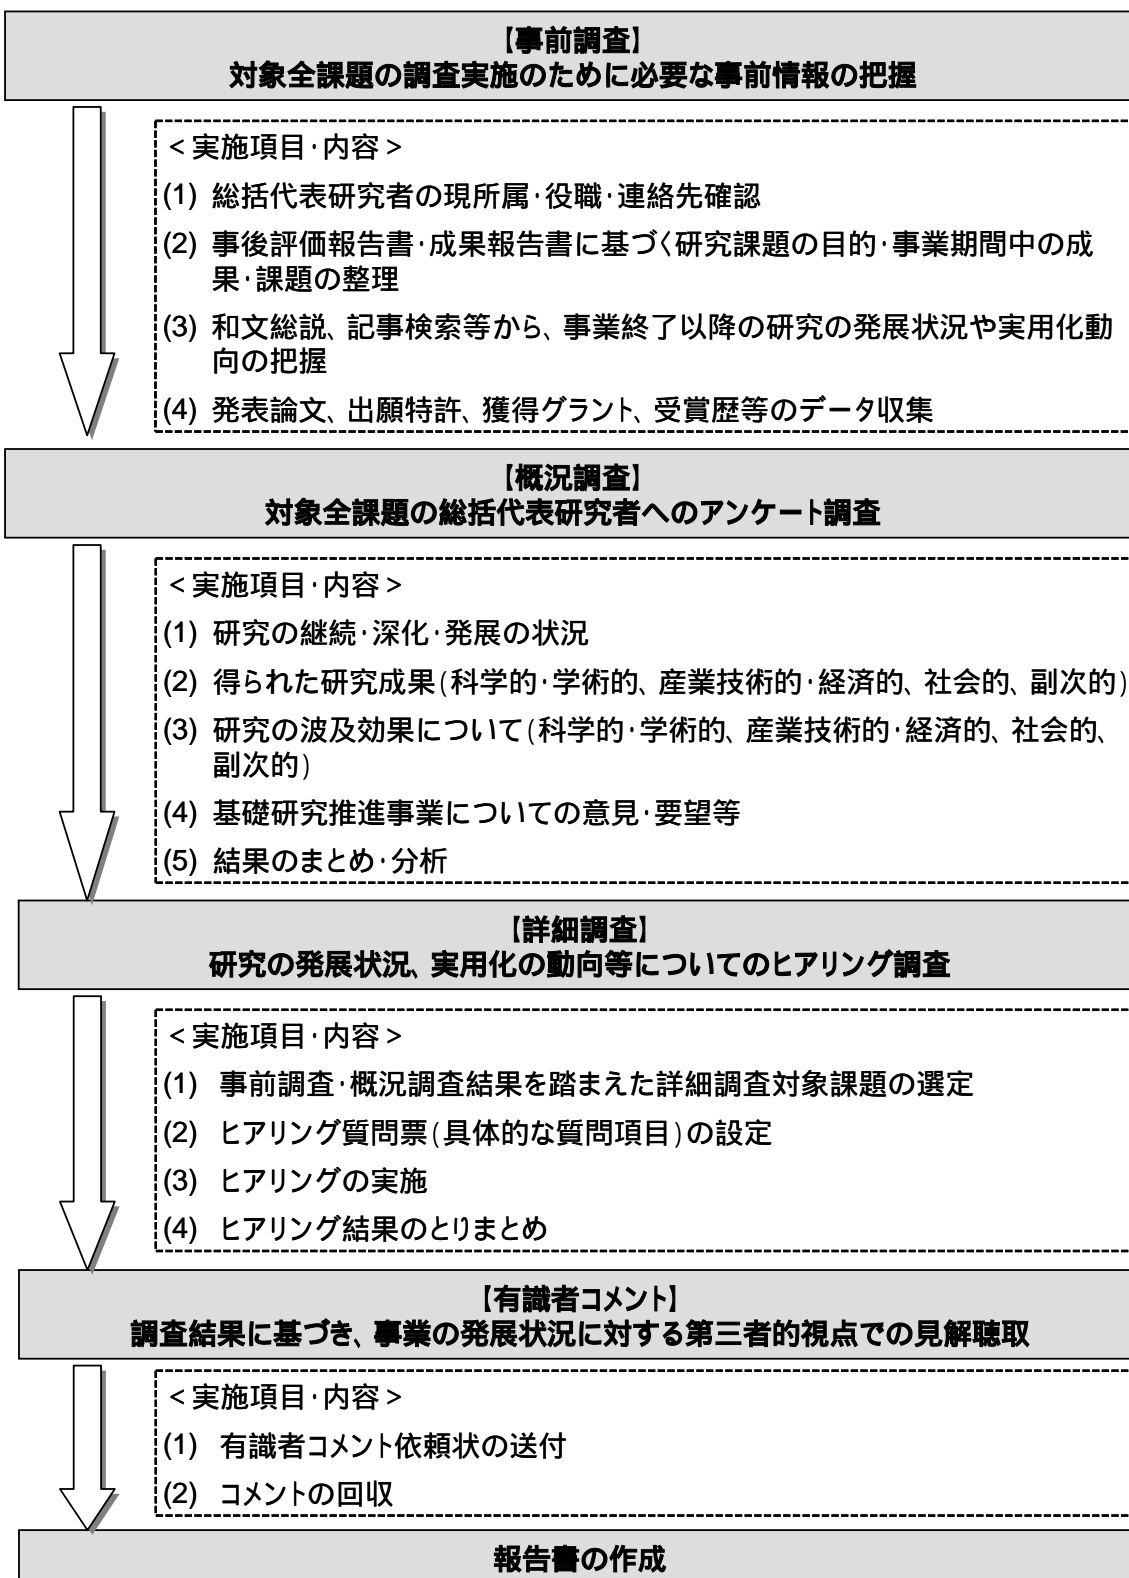 【事前調査】
対象全課題の調査実施のために必要な事前情報の把握
<実施項目・内容>
(1) 総括代表研究者の現所属・役職・連絡先確認
(2) 事後評価報告書・成果報告書に基づく研究課題の目的・事業期間中の成
果・課題の整理
(3) 和文総説、記事検索等から、事業終了以降の研究の発展状況や実用化動
向の把握
(4) 発表論文、出願特許、獲得グラント、受賞歴等のデータ収集
【概況調査】
対象全課題の総括代表研究者へのアンケート調査
<実施項目・内容>
(1) 研究の継続・深化・発展の状況
(2) 得られた研究成果(科学的・学術的、産業技術的・経済的、社会的、副次的)
(3) 研究の波及効果について(科学的・学術的、産業技術的・経済的、社会的、
副次的)
(4) 基礎研究推進事業についての意見・要望等
(5) 結果のまとめ・分析
【詳細調査】
研究の発展状況、実用化の動向等についてのヒアリング調査
<実施項目・内容>
(1) 事前調査・概況調査結果を踏まえた詳細調査対象課題の選定
(2) ヒアリング質問票(具体的な質問項目)の設定
(3) ヒアリングの実施
(4) ヒアリング結果のとりまとめ
【有識者コメント】
調査結果に基づき、事業の発展状況に対する第三者的視点での見解聴取
<実施項目・内容>
(1) 有識者コメント依頼状の送付
(2) コメントの回収
報告書の作成